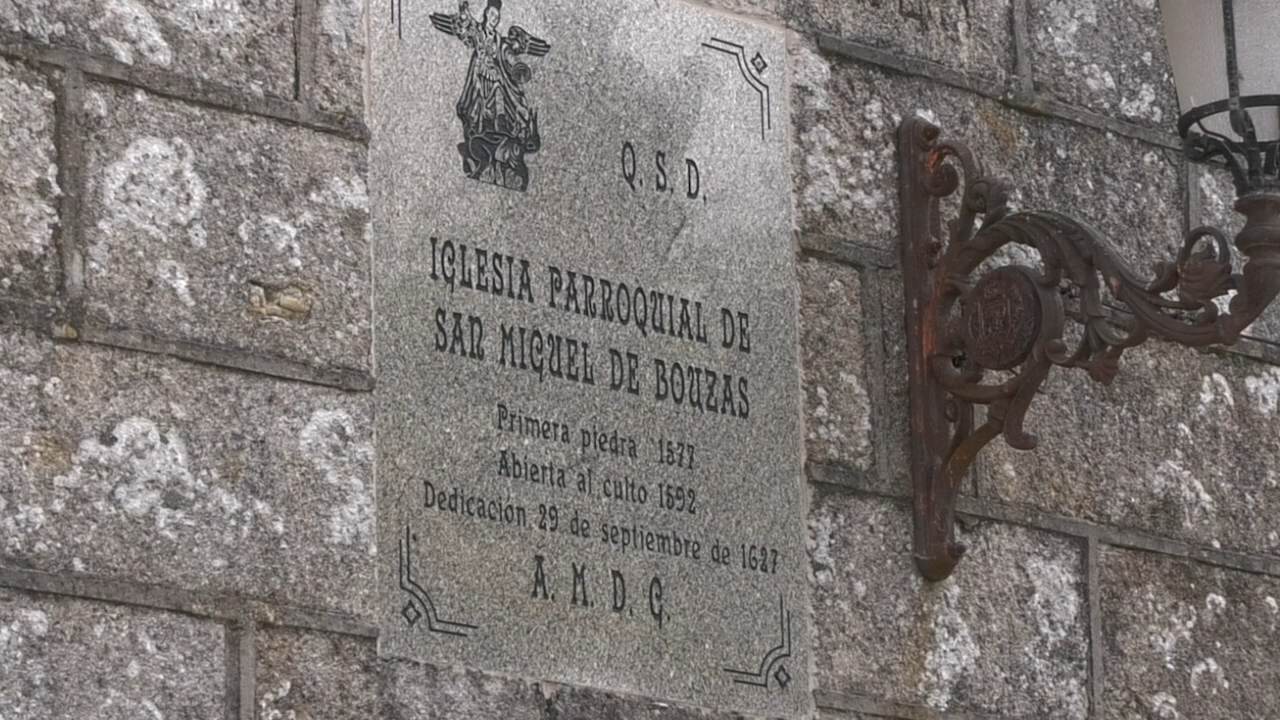 Q. S. D.
IGLESIA PARROQUIAL DE
SAN MIGUEL DE BOUZAS
Primera piedra 1577
Abierta al culto 1592
Dedicación 29 de septiembre de 1627
A. M. D. G.